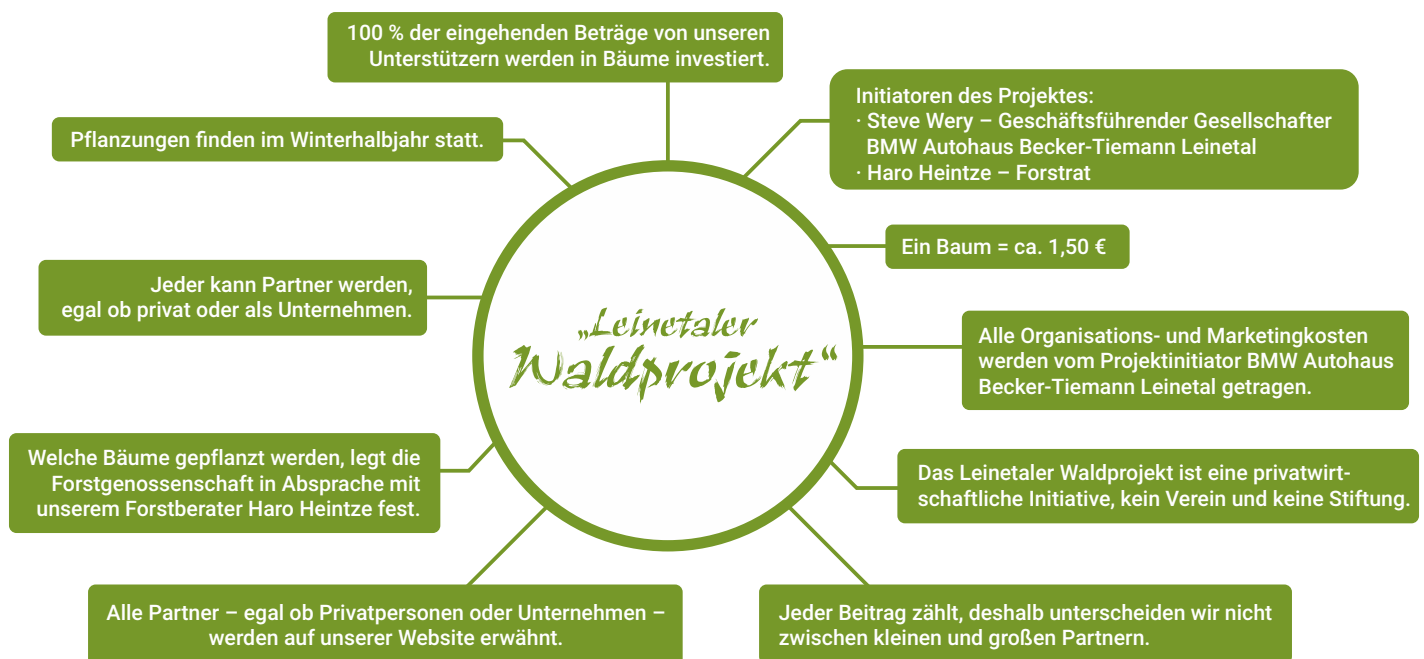 100 % der eingehenden Beträge von unseren
Unterstützern werden in Bäume investiert.
Initiatoren des Projektes:
· Steve Wery – Geschäftsführender Gesellschafter
BMW Autohaus Becker-Tiemann Leinetal
· Haro Heintze – Forstrat
Pflanzungen finden im Winterhalbjahr statt.
Ein Baum = ca. 1,50 €
Jeder kann Partner werden,
egal ob privat oder als Unternehmen.
„Leinetaler
Waldprojekt“
Alle Organisations- und Marketingkosten
werden vom Projektinitiator BMW Autohaus
Becker-Tiemann Leinetal getragen.
Welche Bäume gepflanzt werden, legt die
Forstgenossenschaft in Absprache mit
unserem Forstberater Haro Heintze fest.
Das Leinetaler Waldprojekt ist eine privatwirt-
schaftliche Initiative, kein Verein und keine Stiftung.
Alle Partner – egal ob Privatpersonen oder Unternehmen –
werden auf unserer Website erwähnt.
Jeder Beitrag zählt, deshalb unterscheiden wir nicht
zwischen kleinen und großen Partnern.